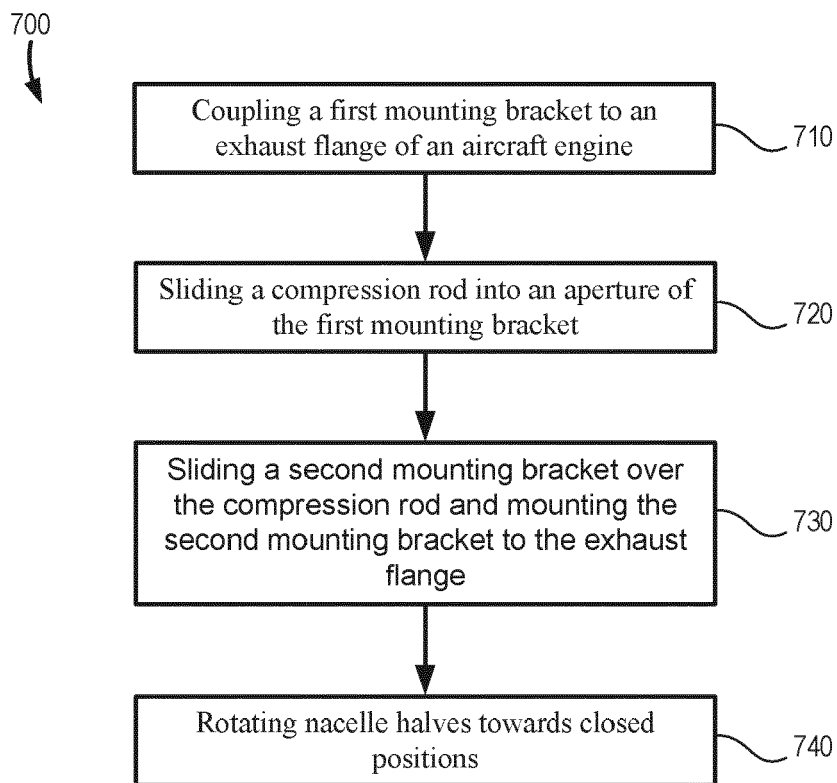 700
Coupling a first mounting bracket to an
exhaust flange of an aircraft engine
710
Sliding a compression rod into an aperture of
the first mounting bracket
720
Sliding a second mounting bracket over
the compression rod and mounting the
second mounting bracket to the exhaust
flange
730
Rotating nacelle halves towards closed
positions
740